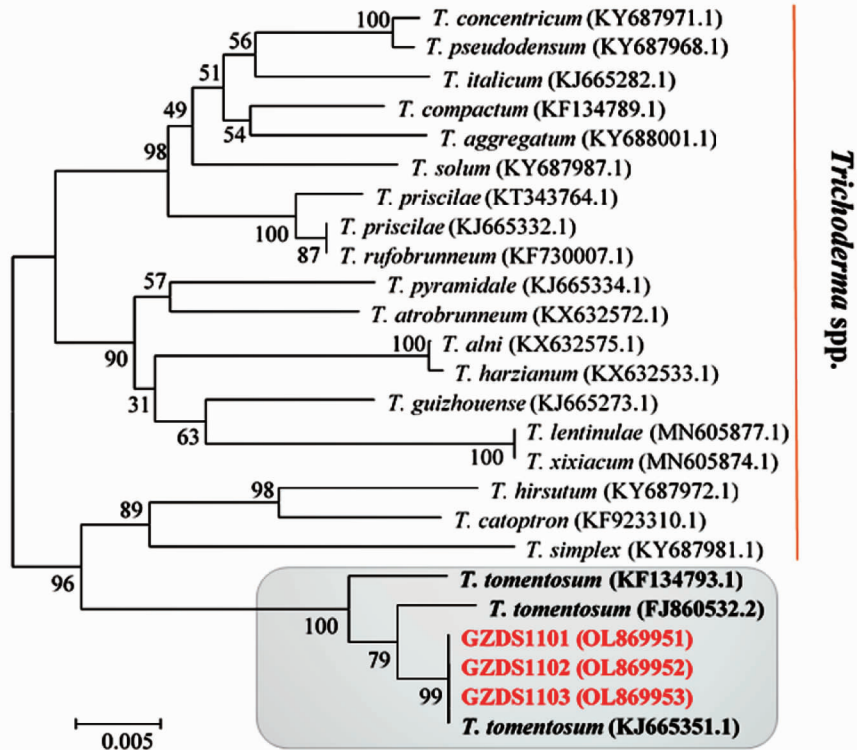 100
T. concentricum (KY687971.1)
56
T. pseudodensum (KY687968.1)
51
T. italicum (KJ665282.1)
49
T. compactum (KF134789.1)
54
T. aggregatum (KY688001.1)
98
T. solum (KY687987.1)
T. priscilae (KT343764.1)
100
T. priscilae (KJ665332.1)
87
T. rufobrunneum (KF730007.1)
57
T. pyramidale (KJ665334.1)
T. atrobrunneum (KX632572.1)
90
100
T. alni (KX632575.1)
T. harzianum (KX632533.1)
31
T. guizhouense (KJ665273.1)
63
T. lentinulae (MN605877.1)
100
T. xixiacum (MN605874.1)
98
T. hirsutum (KY687972.1)
89
T. catoptron (KF923310.1)
T. simplex (KY687981.1)
96
T. tomentosum (KF134793.1)
100
T. tomentosum (FJ860532.2)
79
GZDS1101 (OL869951)
GZDS1102 (OL869952)
99
GZDS1103 (OL869953)
T. tomentosum (KJ665351.1)
0.005
Trichoderma spp.